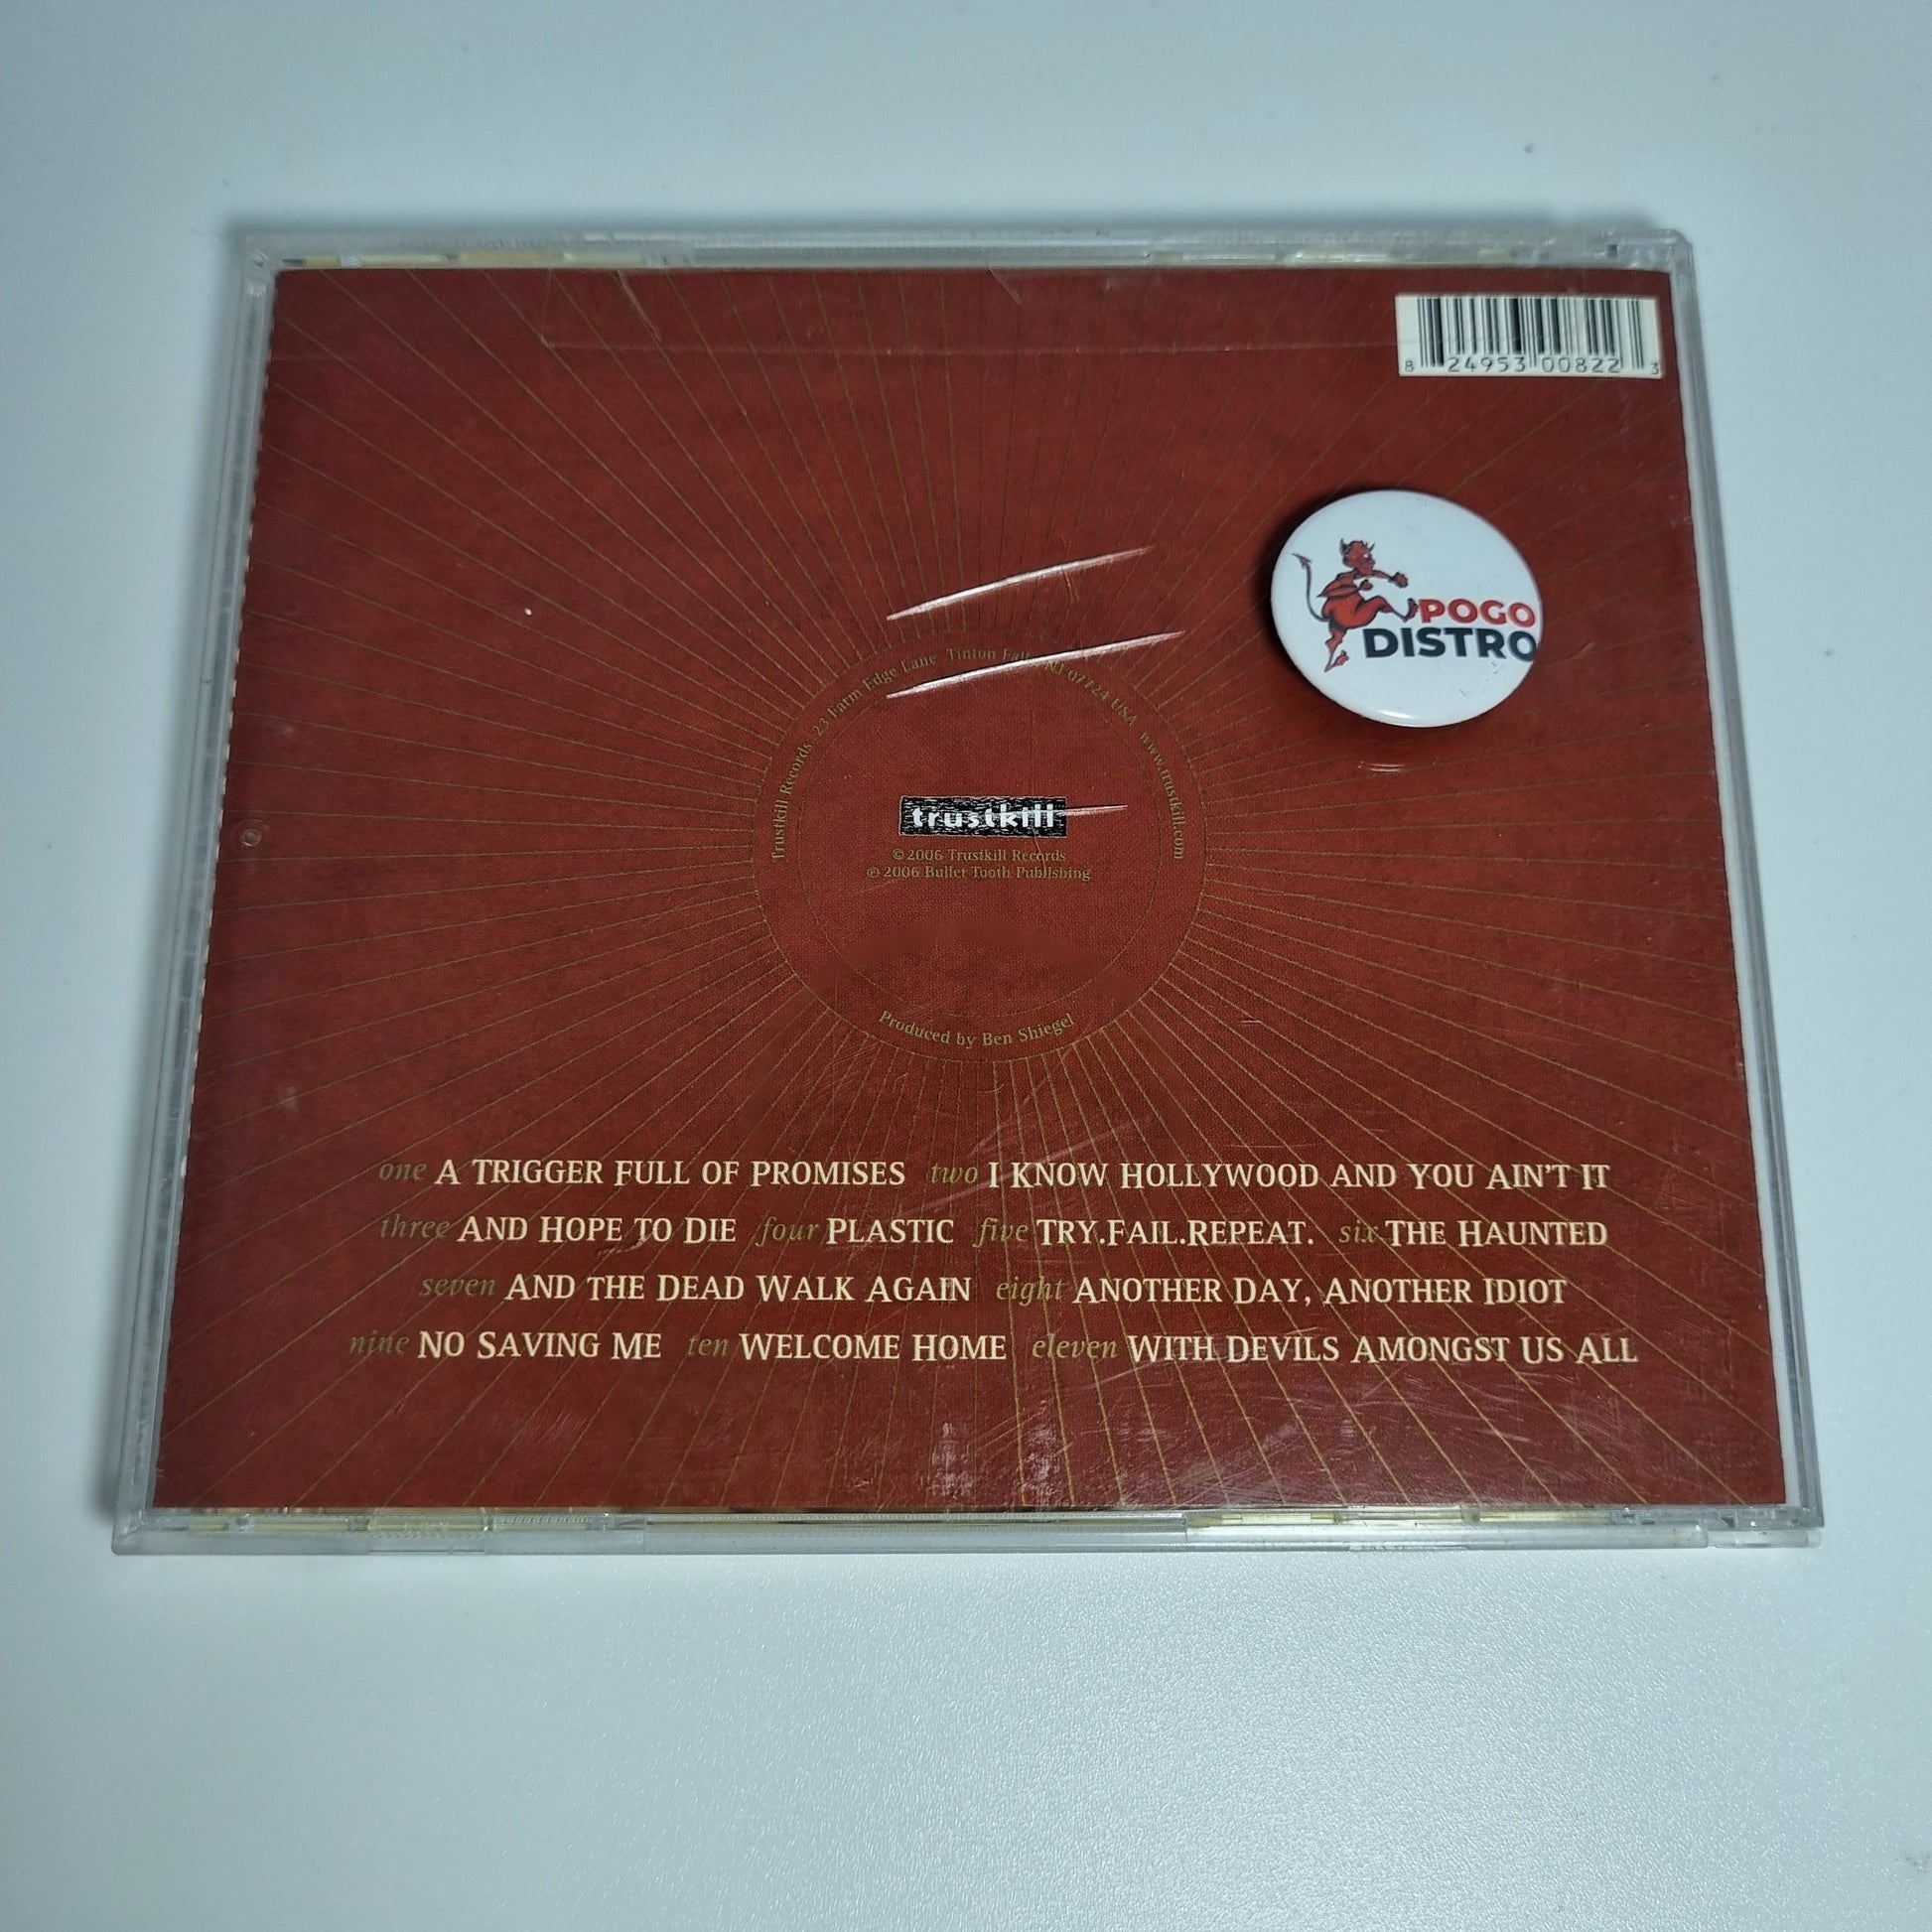 8 24953 00822 3
POGO
DISTRO
Trustkill Records 23 Farm Edge Lane Tinton Falls, NJ 07724 USA www.trustkill.com
trustkill
©2006 Trustkill Records
℗2006 Bullet Tooth Publishing
Produced by Ben Shiegel
one A TRIGGER FULL OF PROMISES two I KNOW HOLLYWOOD AND YOU AIN'T IT
three AND HOPE TO DIE four PLASTIC five TRY.FAIL.REPEAT. six THE HAUNTED
seven AND THE DEAD WALK AGAIN eight ANOTHER DAY, ANOTHER IDIOT
nine NO SAVING ME ten WELCOME HOME eleven WITH DEVILS AMONGST US ALL